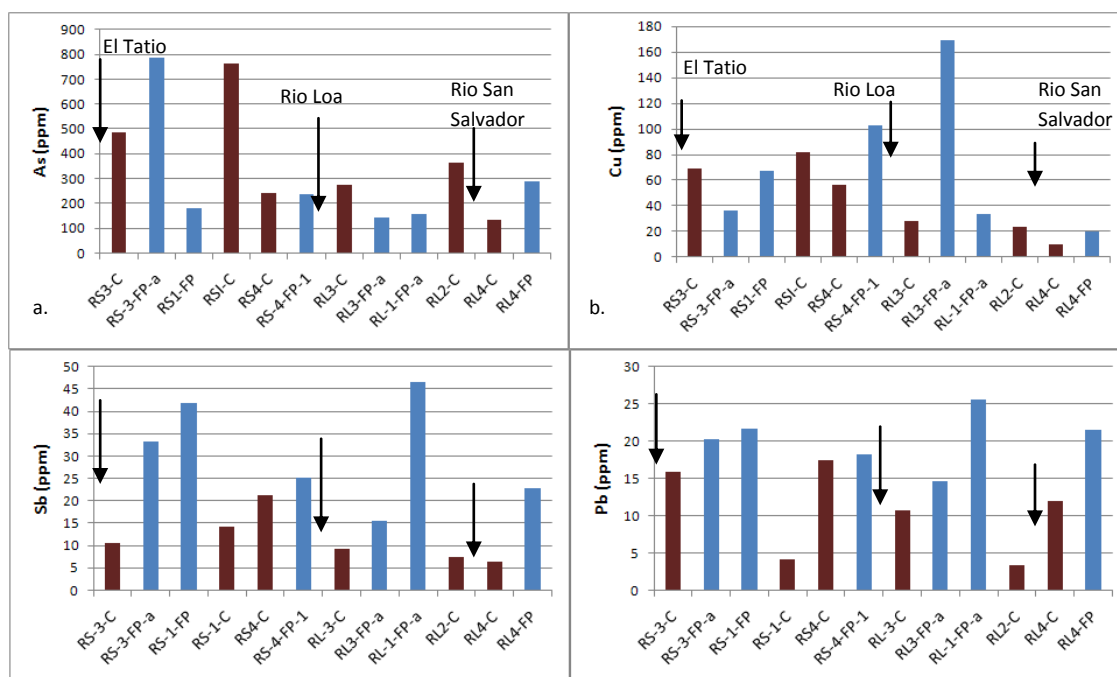 As (ppm)
900
800
700
600
500
400
300
200
100
0
El Tatio
Rio Loa
Rio San
Salvador
RS3-C
RS-3-FP-a
RS1-FP
RSI-C
RS4-C
RS-4-FP-1
RL3-C
RL3-FP-a
RL-1-FP-a
RL2-C
RL4-C
RL4-FP
a.
Cu (ppm)
180
160
140
120
100
80
60
40
20
0
El Tatio
Rio Loa
Rio San
Salvador
RS3-C
RS-3-FP-a
RS1-FP
RSI-C
RS4-C
RS-4-FP-1
RL3-C
RL3-FP-a
RL-1-FP-a
RL2-C
RL4-C
RL4-FP
b.
Sb (ppm)
50
45
40
35
30
25
20
15
10
5
0
RS-3-C
RS-3-FP-a
RS-1-FP
RS-1-C
RS4-C
RS-4-FP-1
RL-3-C
RL3-FP-a
RL-1-FP-a
RL2-C
RL4-C
RL4-FP
Pb (ppm)
30
25
20
15
10
5
0
RS-3-C
RS-3-FP-a
RS-1-FP
RS-1-C
RS4-C
RS-4-FP-1
RL-3-C
RL3-FP-a
RL-1-FP-a
RL2-C
RL4-C
RL4-FP